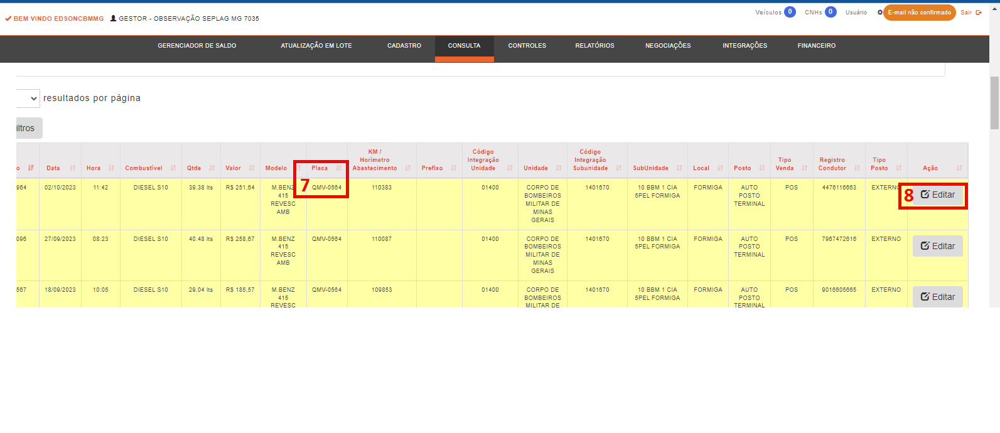 BEM VINDO EDSONCBMMG GESTOR - OBSERVAÇÃO SEPLAG MG 7035
Veículos 0 CNHs 0 Usuário E-mail não confirmado Sair
GERENCIADOR DE SALDO ATUALIZAÇÃO EM LOTE CADASTRO CONSULTA CONTROLES RELATÓRIOS NEGOCIAÇÕES INTEGRAÇÕES FINANCEIRO
resultados por página
iltros
o Data Hora Combustível Qtde Valor Modelo Placa KM / Horímetro Abastecimento Prefixo Código Integração Unidade Unidade Código Integração Subunidade SubUnidade Local Posto Tipo Venda Registro Condutor Tipo Posto Ação
964 02/10/2023 11:42 DIESEL S10 39.38 lts R$ 251,64 M.BENZ 415 REVESC AMB 7 QMV-0564 110383 01400 CORPO DE BOMBEIROS MILITAR DE MINAS GERAIS 1401670 10 BBM 1 CIA 5PEL FORMIGA FORMIGA AUTO POSTO TERMINAL POS 4476116663 EXTERNO 8 Editar
096 27/09/2023 08:23 DIESEL S10 40.48 lts R$ 258,67 M.BENZ 415 REVESC AMB QMV-0564 110087 01400 CORPO DE BOMBEIROS MILITAR DE MINAS GERAIS 1401670 10 BBM 1 CIA 5PEL FORMIGA FORMIGA AUTO POSTO TERMINAL POS 7967472616 EXTERNO Editar
567 18/09/2023 10:05 DIESEL S10 29.04 lts R$ 185,57 M.BENZ 415 REVESC QMV-0564 109853 01400 CORPO DE BOMBEIROS MILITAR DE 1401670 10 BBM 1 CIA 5PEL FORMIGA FORMIGA AUTO POSTO TERMINAL POS 9016605665 EXTERNO Editar